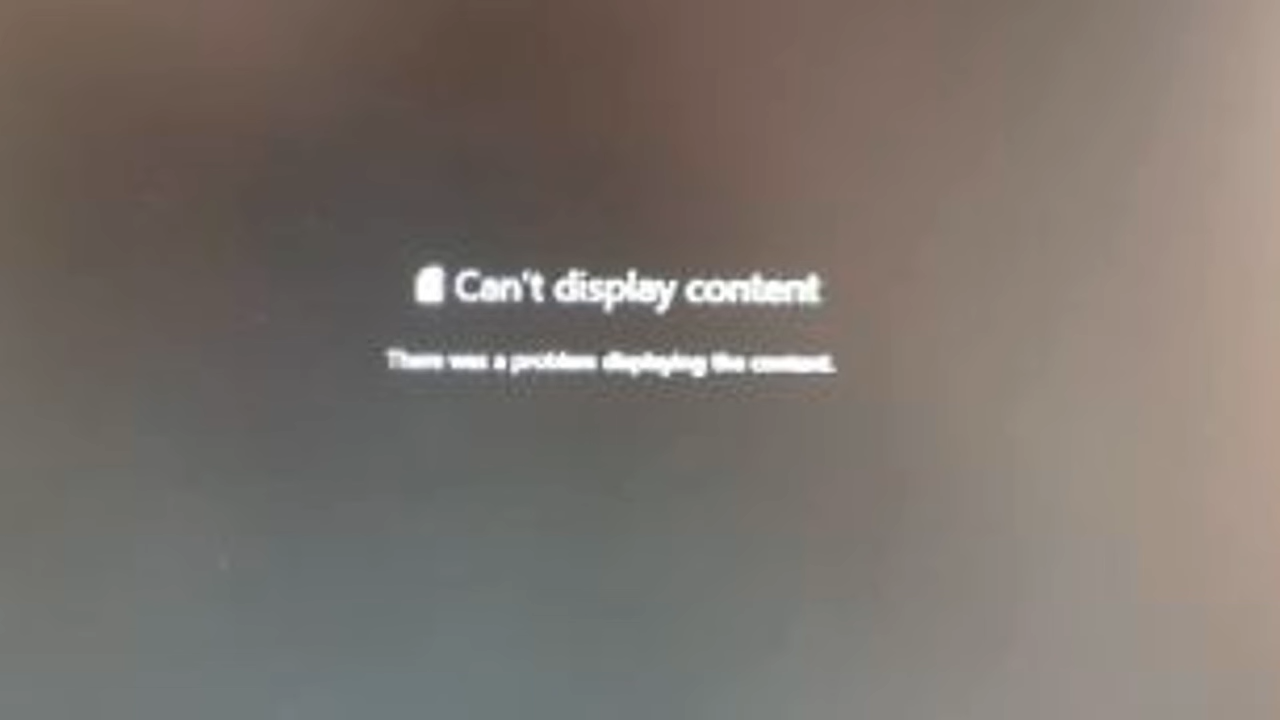 Can't display content
There was a problem displaying the content.